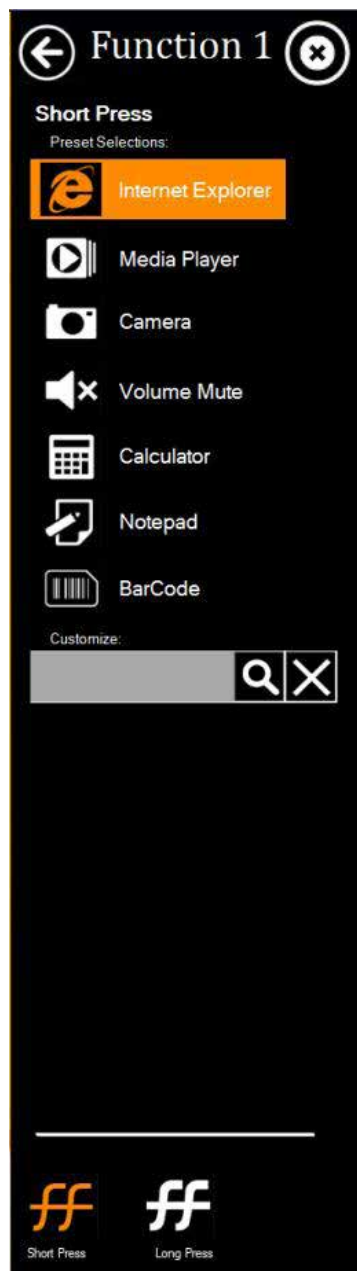 Function 1
Short Press
Preset Selections:
Internet Explorer
Media Player
Camera
Volume Mute
Calculator
Notepad
BarCode
Customize:
Short Press
Long Press